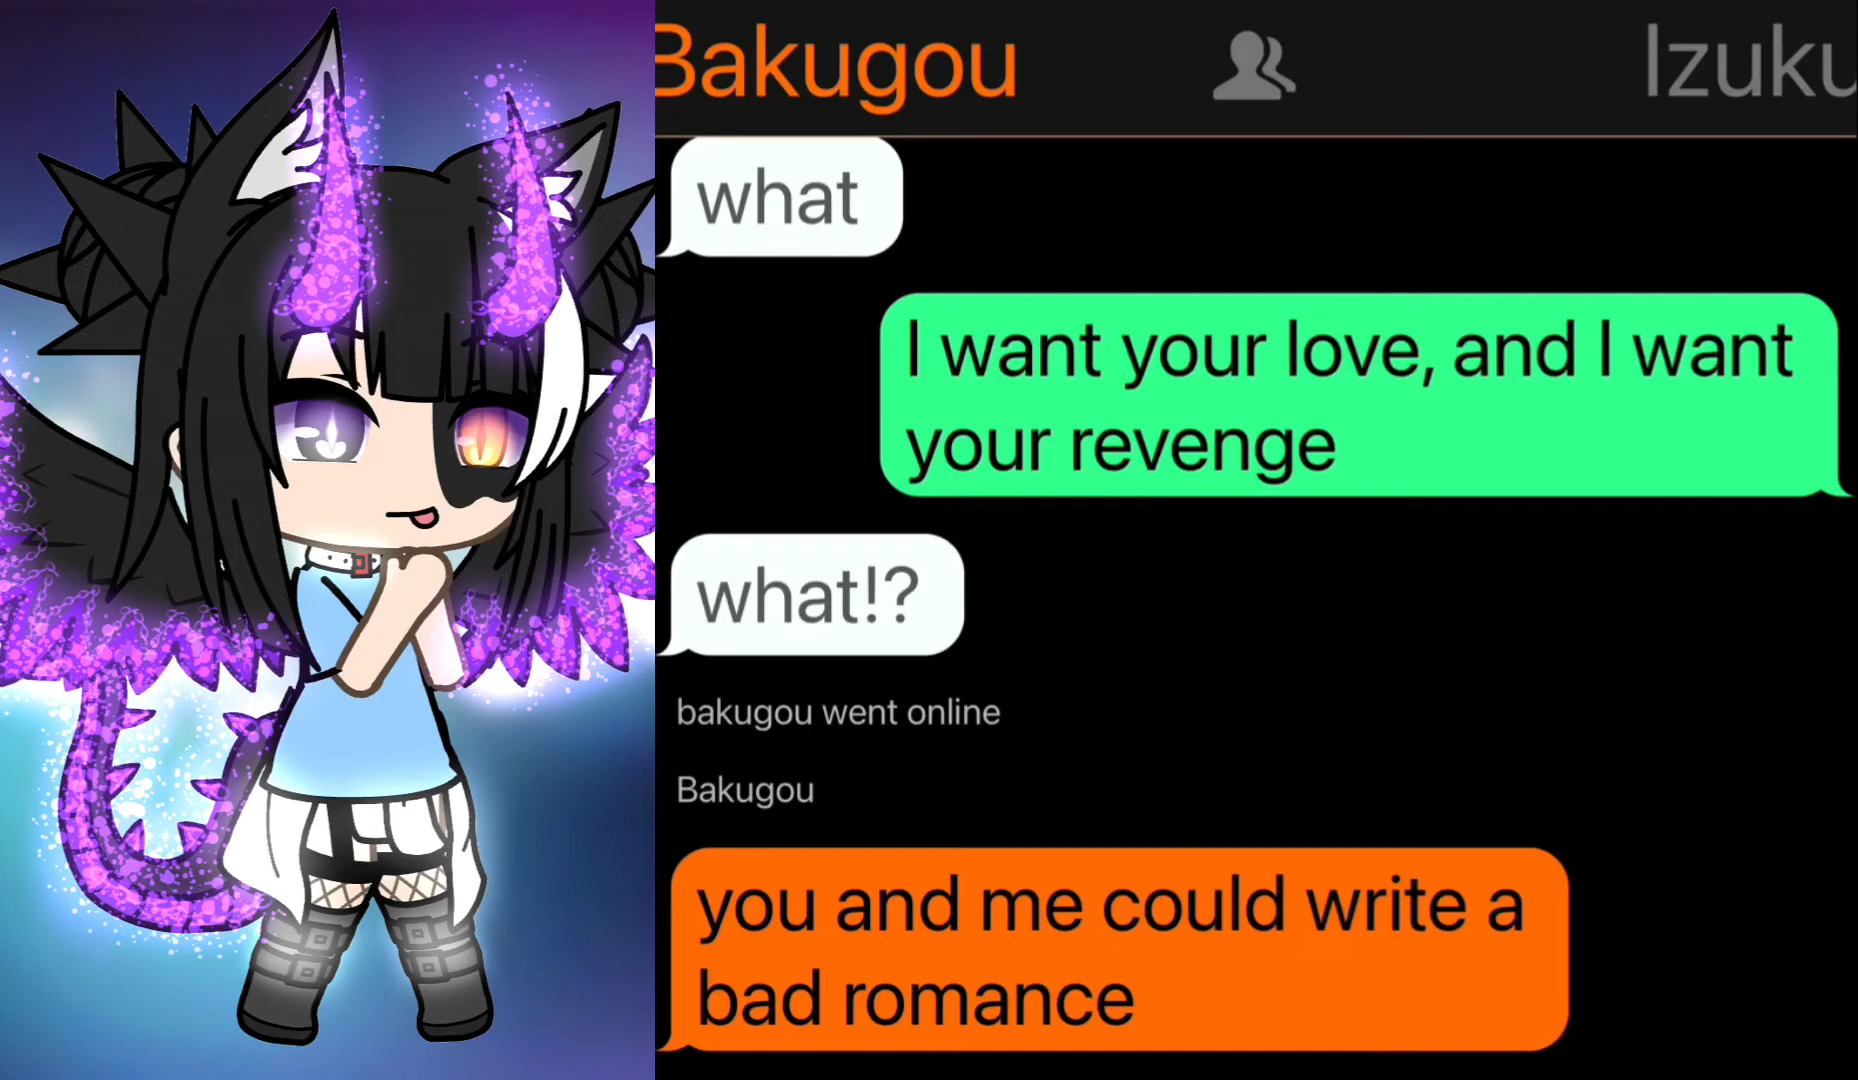 Bakugou
Izuku
what
I want your love, and I want
your revenge
what!?
bakugou went online
Bakugou
you and me could write a
bad romance